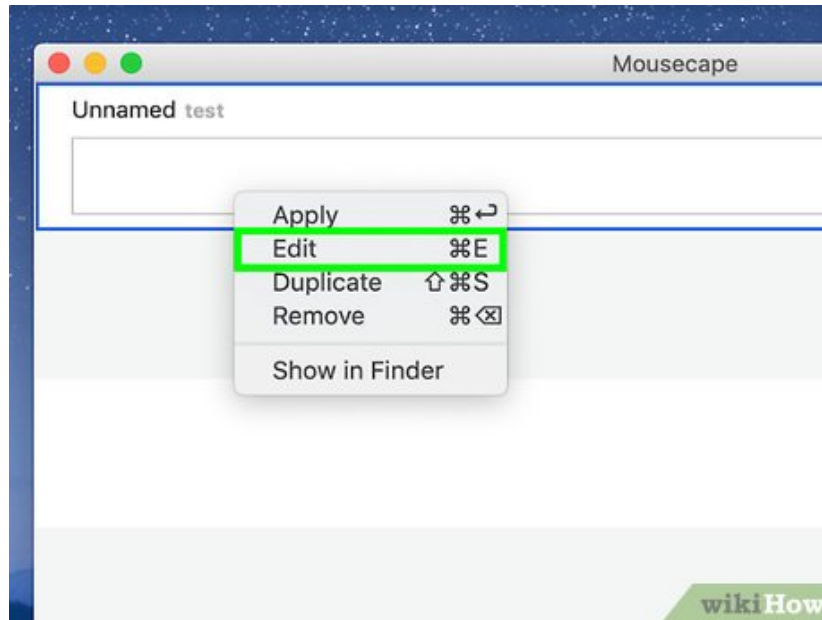 Mousecape
Unnamed test
Apply ⌘↩
Edit ⌘E
Duplicate ⇧⌘S
Remove ⌘⌫
Show in Finder
wikiHow